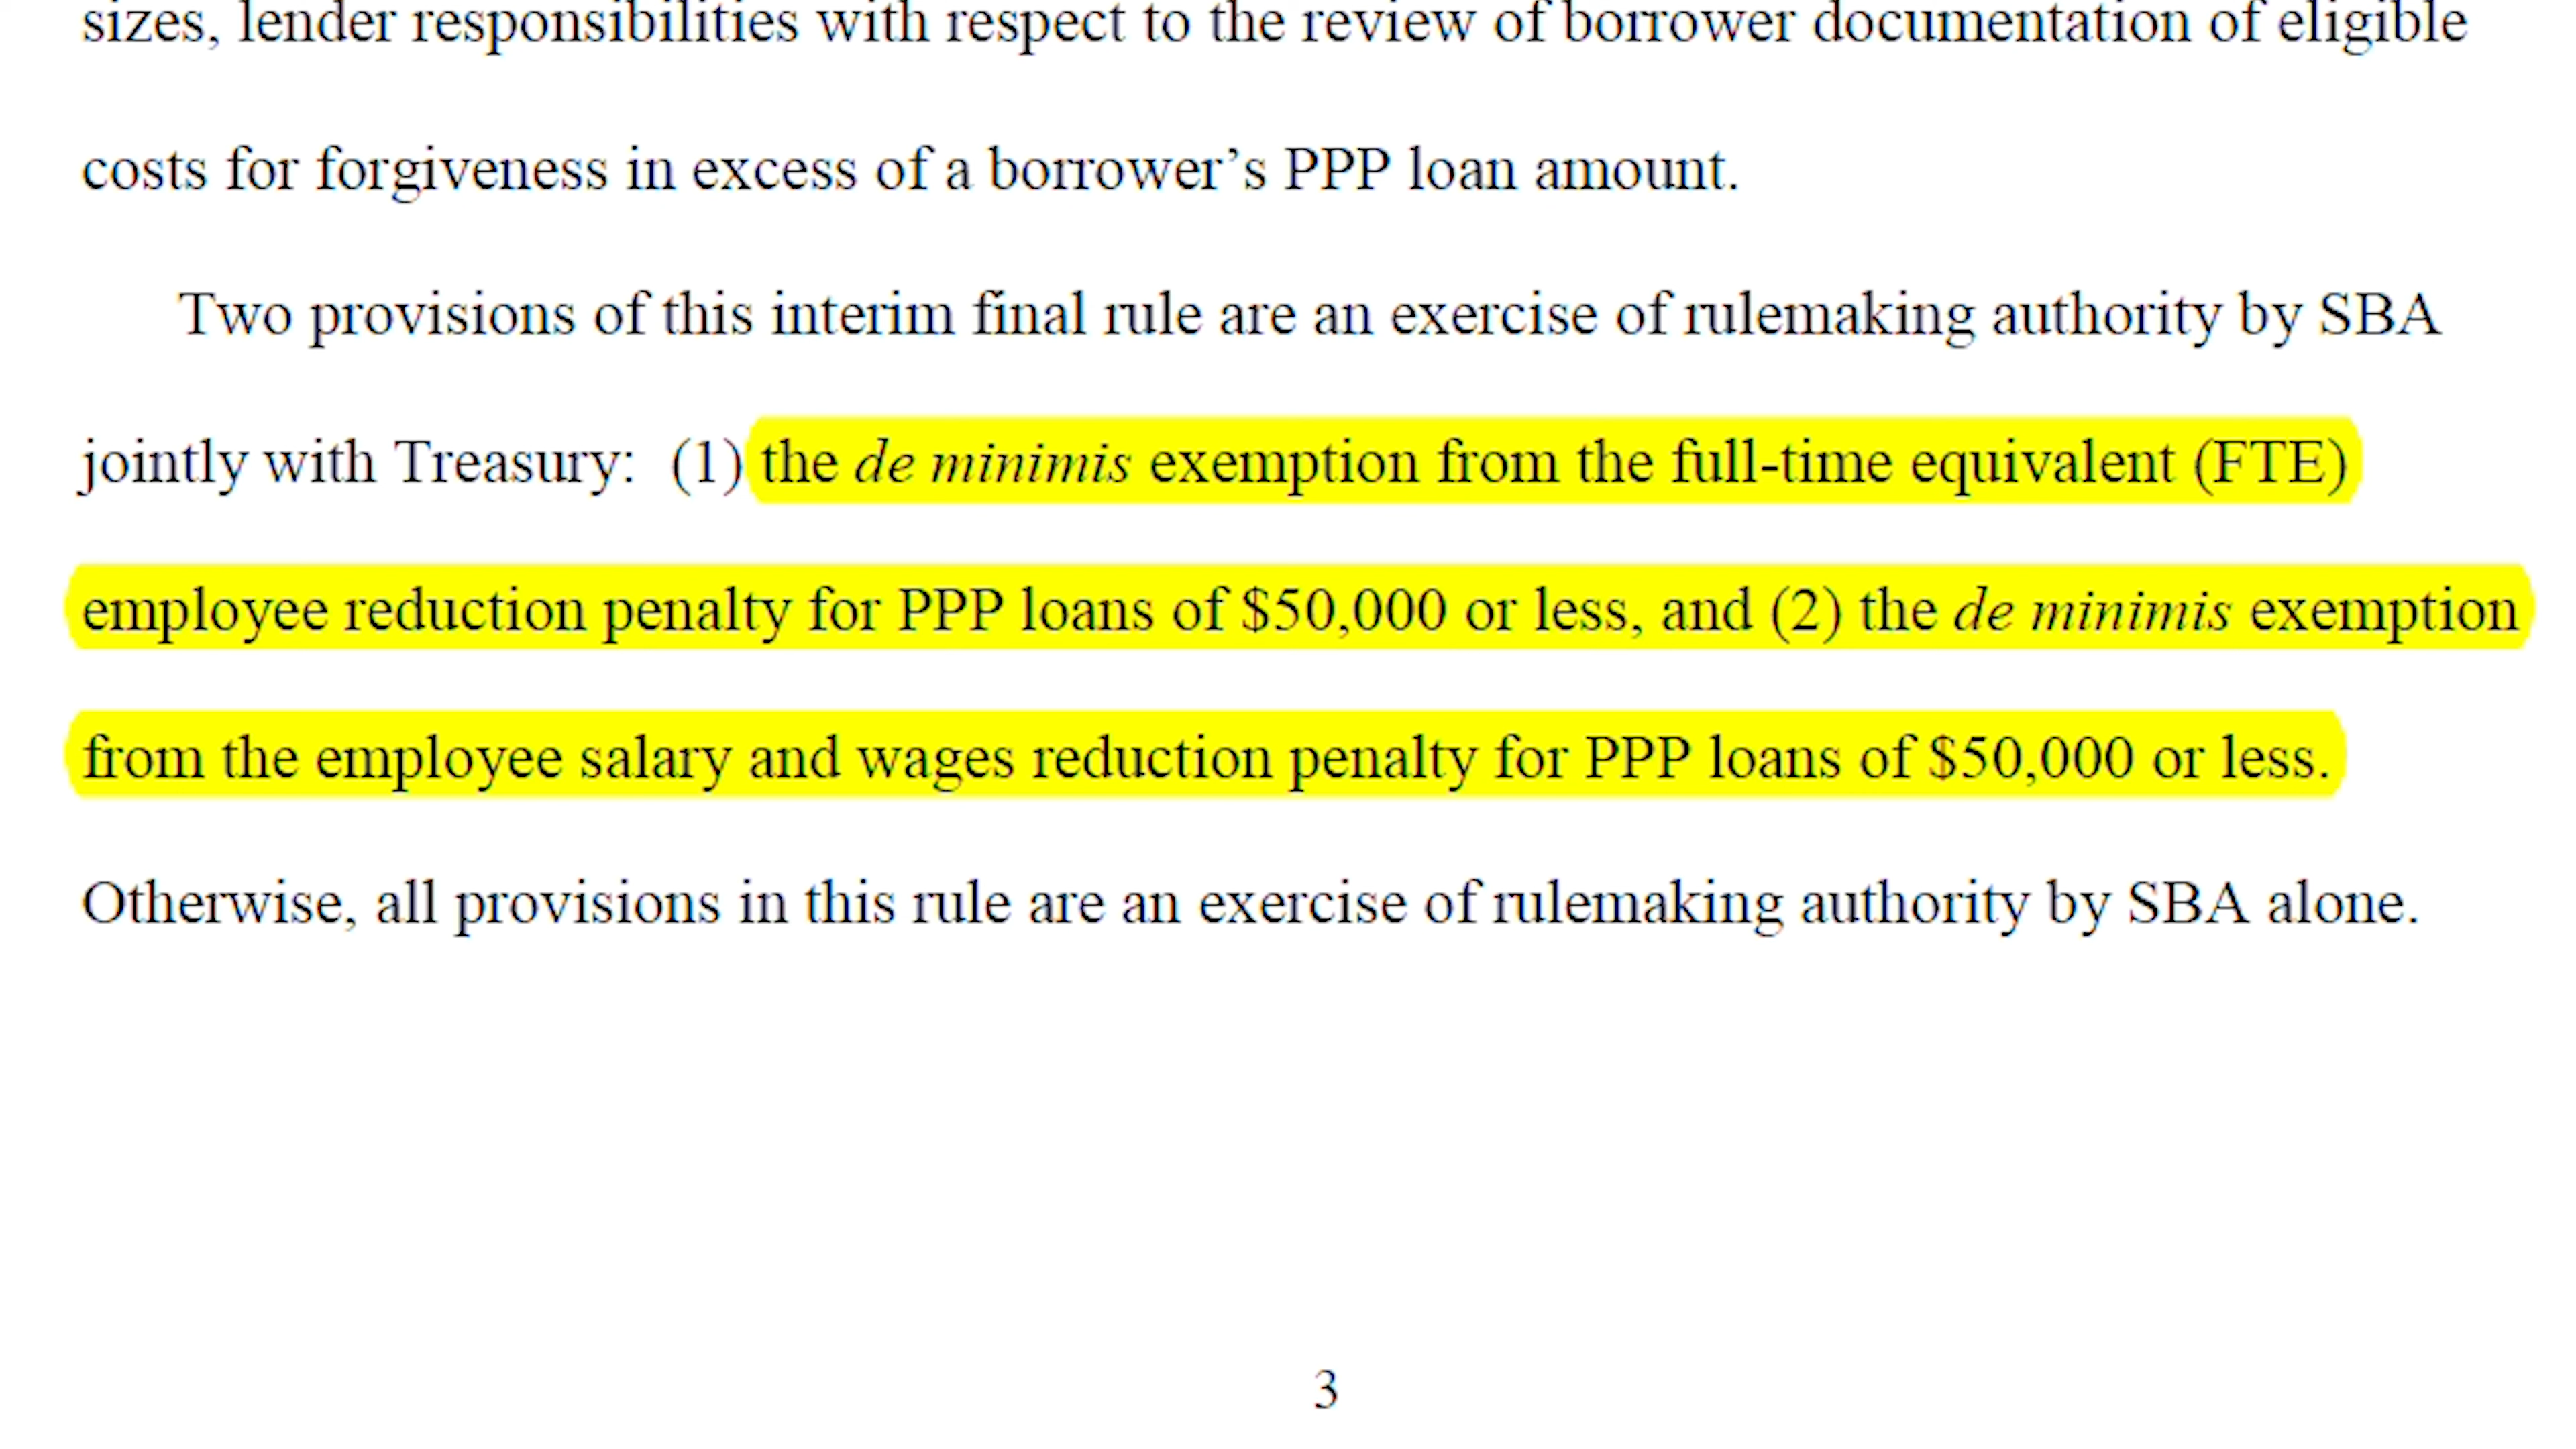 sizes, lender responsibilities with respect to the review of borrower documentation of eligible
costs for forgiveness in excess of a borrower’s PPP loan amount.
Two provisions of this interim final rule are an exercise of rulemaking authority by SBA
jointly with Treasury:  (1) the de minimis exemption from the full-time equivalent (FTE)
employee reduction penalty for PPP loans of $50,000 or less, and (2) the de minimis exemption
from the employee salary and wages reduction penalty for PPP loans of $50,000 or less.
Otherwise, all provisions in this rule are an exercise of rulemaking authority by SBA alone.
3